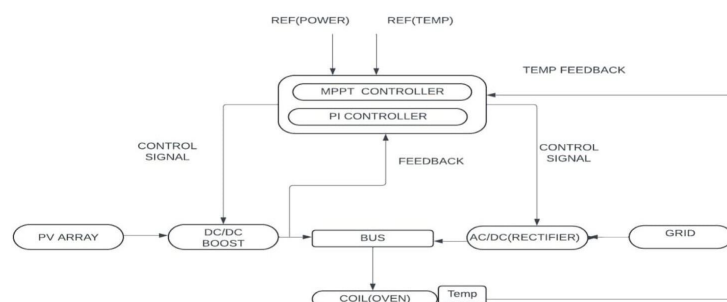 REF(POWER)
REF(TEMP)
TEMP FEEDBACK
MPPT CONTROLLER
PI CONTROLLER
CONTROL
SIGNAL
FEEDBACK
CONTROL
SIGNAL
PV ARRAY
DC/DC
BOOST
BUS
AC/DC(RECTIFIER)
GRID
COIL(OVEN)
Temp